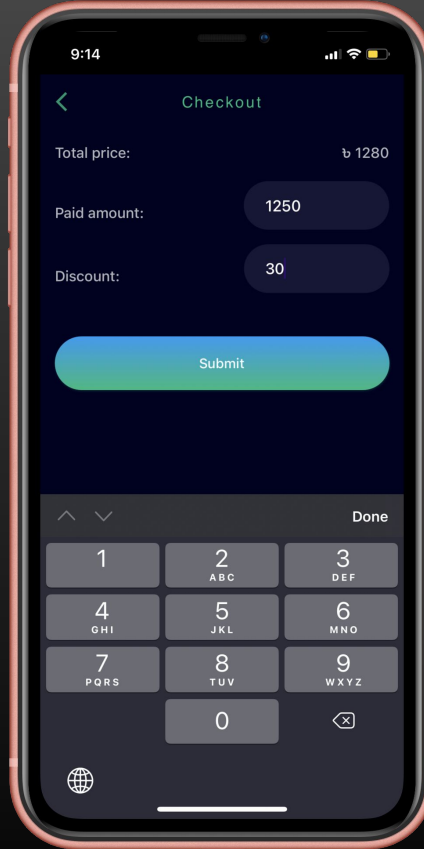 9:14
Checkout
Total price: ৳ 1280
Paid amount: 1250
Discount: 30
Submit
Done
1 2 3
ABC DEF
4 5 6
GHI JKL MNO
7 8 9
PQRS TUV WXYZ
0